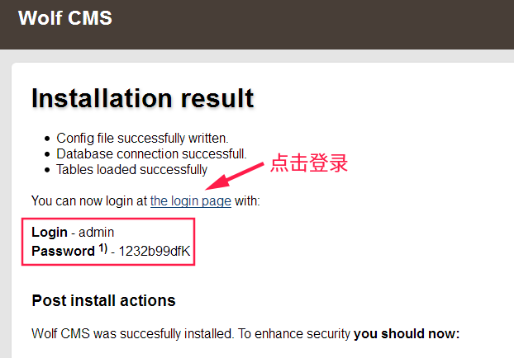 Wolf CMS
Installation result
Config file successfully written.
Database connection successfull.
Tables loaded successfully
点击登录
You can now login at the login page with:
Login - admin
Password 1) - 1232b99dfK
Post install actions
Wolf CMS was succesfully installed. To enhance security you should now: